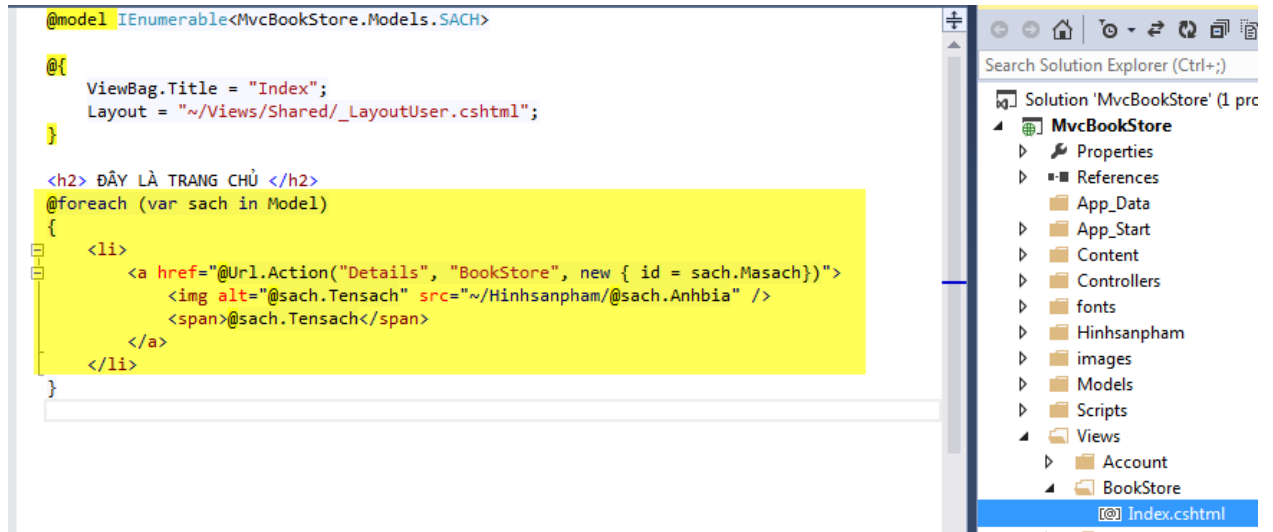 @model IEnumerable<MvcBookStore.Models.SACH>
@{
ViewBag.Title = "Index";
Layout = "~/Views/Shared/_LayoutUser.cshtml";
}
<h2> ĐÂY LÀ TRANG CHỦ </h2>
@foreach (var sach in Model)
{
<li>
<a href="@Url.Action("Details", "BookStore", new { id = sach.Masach})">
<img alt="@sach.Tensach" src="~/Hinhsanpham/@sach.Anhbia" />
<span>@sach.Tensach</span>
</a>
</li>
}
Search Solution Explorer (Ctrl+;)
Solution 'MvcBookStore' (1 pro
MvcBookStore
Properties
References
App_Data
App_Start
Content
Controllers
fonts
Hinhsanpham
images
Models
Scripts
Views
Account
BookStore
[@] Index.cshtml